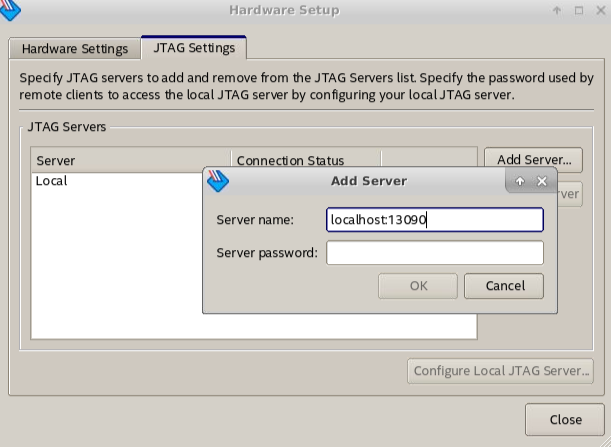 Hardware Setup
Hardware Settings
JTAG Settings
Specify JTAG servers to add and remove from the JTAG Servers list. Specify the password used by
remote clients to access the local JTAG server by configuring your local JTAG server.
JTAG Servers
Server
Connection Status
Add Server...
Local
Add Server
Server name:
localhost:13090
Server password:
OK
Cancel
Configure Local JTAG Server...
Close